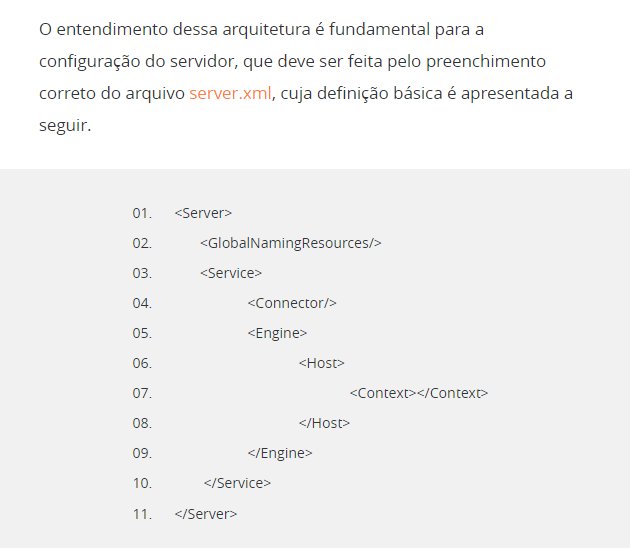 O entendimento dessa arquitetura é fundamental para a
configuração do servidor, que deve ser feita pelo preenchimento
correto do arquivo server.xml, cuja definição básica é apresentada a
seguir.
01. <Server>
02. <GlobalNamingResources/>
03. <Service>
04. <Connector/>
05. <Engine>
06. <Host>
07. <Context></Context>
08. </Host>
09. </Engine>
10. </Service>
11. </Server>